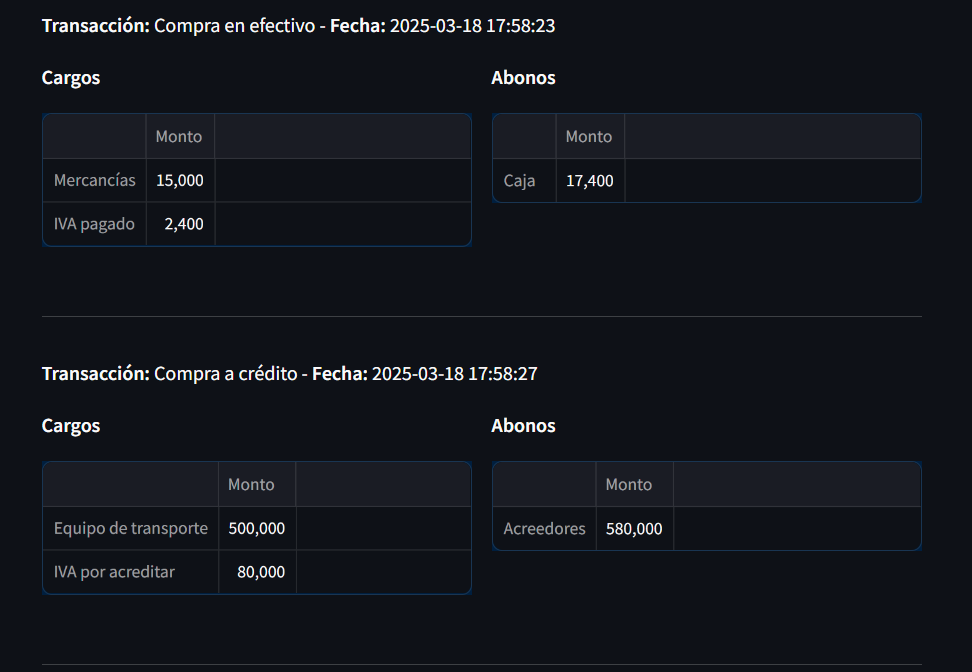 Transacción: Compra en efectivo - Fecha: 2025-03-18 17:58:23
Cargos
Monto
Mercancías 15,000
IVA pagado 2,400
Abonos
Monto
Caja 17,400
Transacción: Compra a crédito - Fecha: 2025-03-18 17:58:27
Cargos
Monto
Equipo de transporte 500,000
IVA por acreditar 80,000
Abonos
Monto
Acreedores 580,000